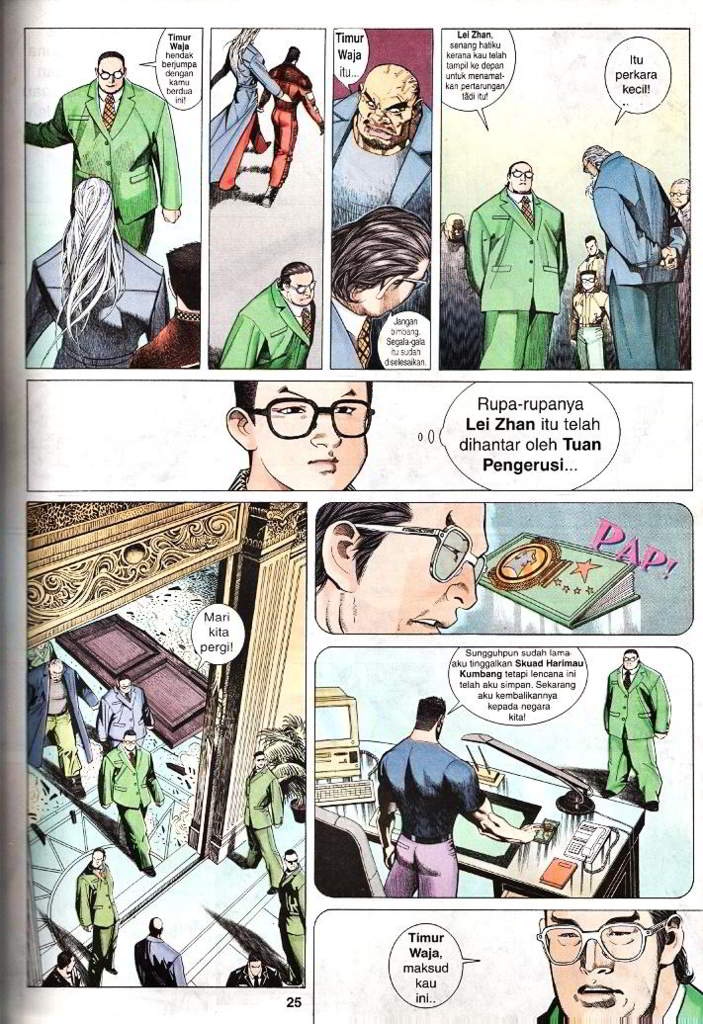 Timur
Waja
hendak
berjumpa
dengan
kamu
berdua
ini!
Timur
Waja
itu...
Jangan
bimbang.
Segala-gala
itu sudah
diselesaikan.
Lei Zhan,
senang hatiku
kerana kau telah
tampil ke depan
untuk menamat-
kan pertarungan
tadi itu!
Itu
perkara
kecil!
Rupa-rupanya
Lei Zhan itu telah
dihantar oleh Tuan
Pengerusi...
Mari
kita
pergi!
PAP!
Sungguhpun sudah lama
aku tinggalkan Skuad Harimau
Kumbang tetapi lencana ini
telah aku simpan. Sekarang
aku kembalikannya
kepada negara
kita!
Timur
Waja,
maksud
kau
ini..
25